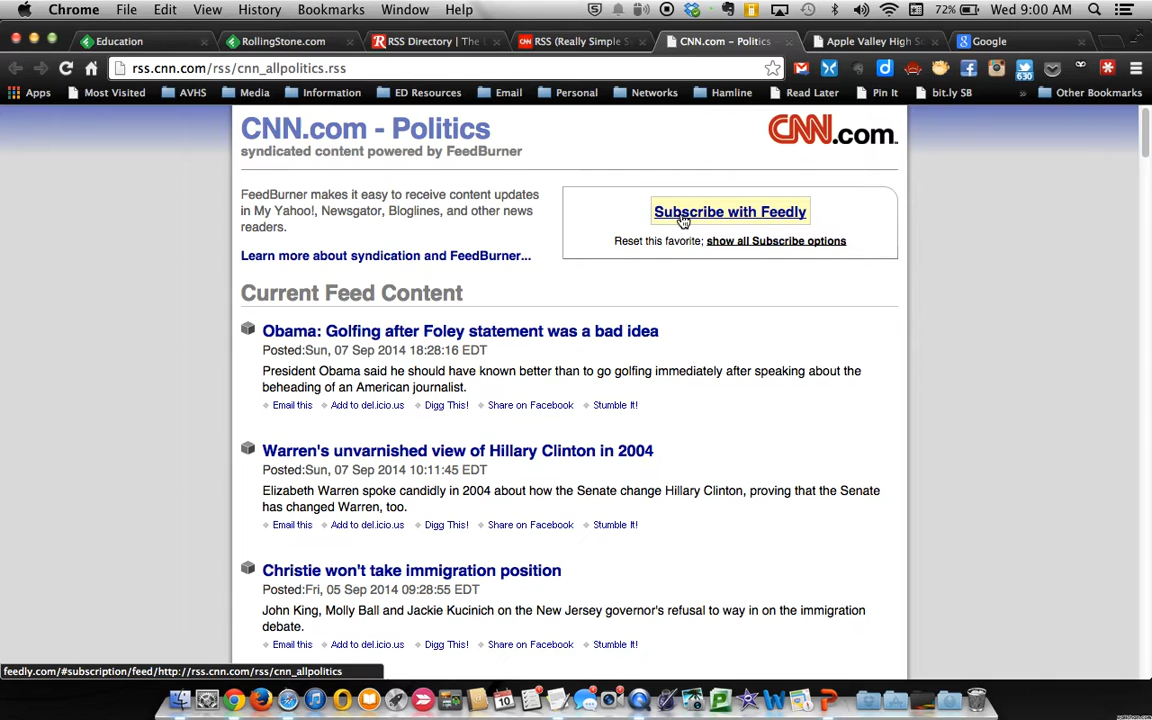 Chrome File Edit View History Bookmarks Window Help 72% Wed 9:00 AM
Education RollingStone.com RSS Directory | The L RSS (Really Simple S CNN.com - Politics Apple Valley High S Google
rss.cnn.com/rss/cnn_allpolitics.rss 630
Apps Most Visited AVHS Media Information ED Resources Email Personal Networks Hamline Read Later Pin It bit.ly SB » Other Bookmarks
CNN.com - Politics CNN.com.
syndicated content powered by FeedBurner
FeedBurner makes it easy to receive content updates
in My Yahoo!, Newsgator, Bloglines, and other news
readers.
Learn more about syndication and FeedBurner...
Subscribe with Feedly
Reset this favorite; show all Subscribe options
Current Feed Content
Obama: Golfing after Foley statement was a bad idea
Posted:Sun, 07 Sep 2014 18:28:16 EDT
President Obama said he should have known better than to go golfing immediately after speaking about the
beheading of an American journalist.
Email this Add to del.icio.us Digg This! Share on Facebook Stumble It!
Warren's unvarnished view of Hillary Clinton in 2004
Posted:Sun, 07 Sep 2014 10:11:45 EDT
Elizabeth Warren spoke candidly in 2004 about how the Senate change Hillary Clinton, proving that the Senate
has changed Warren, too.
Email this Add to del.icio.us Digg This! Share on Facebook Stumble It!
Christie won't take immigration position
Posted:Fri, 05 Sep 2014 09:28:55 EDT
John King, Molly Ball and Jackie Kucinich on the New Jersey governor's refusal to way in on the immigration
debate.
Email this Add to del.icio.us Digg This! Share on Facebook Stumble It!
feedly.com/#subscription/feed/http://rss.cnn.com/rss/cnn_allpolitics